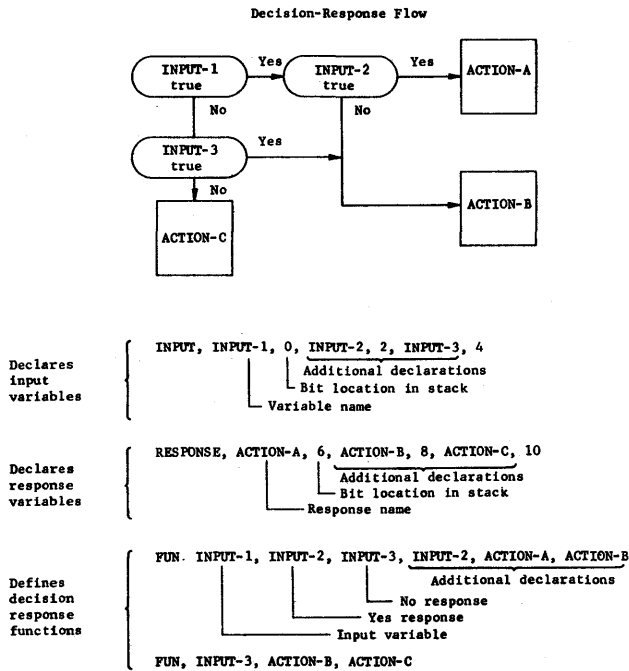 Decision-Response Flow
INPUT-1
true
Yes
INPUT-2
true
Yes
ACTION-A
No
No
INPUT-3
true
Yes
No
ACTION-C
ACTION-B
Declares
input
variables
INPUT, INPUT-1, 0, INPUT-2, 2, INPUT-3, 4
Additional declarations
Bit location in stack
Variable name
Declares
response
variables
RESPONSE, ACTION-A, 6, ACTION-B, 8, ACTION-C, 10
Additional declarations
Bit location in stack
Response name
Defines
decision
response
functions
FUN. INPUT-1, INPUT-2, INPUT-3, INPUT-2, ACTION-A, ACTION-B
Additional declarations
No response
Yes response
Input variable
FUN, INPUT-3, ACTION-B, ACTION-C